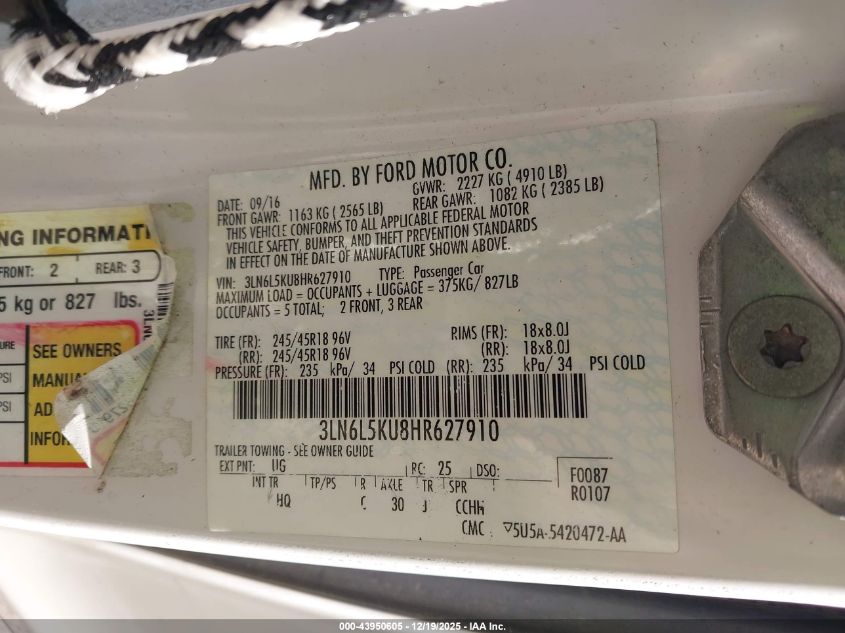 MFD. BY FORD MOTOR CO.
DATE: 09/16 GVWR: 2227 KG ( 4910 LB)
FRONT GAWR: 1163 KG ( 2565 LB) REAR GAWR: 1082 KG ( 2385 LB)
THIS VEHICLE CONFORMS TO ALL APPLICABLE FEDERAL MOTOR
VEHICLE SAFETY, BUMPER, AND THEFT PREVENTION STANDARDS
IN EFFECT ON THE DATE OF MANUFACTURE SHOWN ABOVE.
VIN: 3LN6L5KU8HR627910 TYPE: Passenger Car
MAXIMUM LOAD = OCCUPANTS + LUGGAGE = 375KG/ 827LB
OCCUPANTS = 5 TOTAL; 2 FRONT, 3 REAR
TIRE (FR): 245/45R18 96V RIMS (FR): 18x8.0J
(RR): 245/45R18 96V (RR): 18x8.0J
PRESSURE (FR): 235 kPa/ 34 PSI COLD (RR): 235 kPa/ 34 PSI COLD
3LN6L5KU8HR627910
TRAILER TOWING - SEE OWNER GUIDE
EXT PNT: UG RC: 25 DSO: F0087
INT TR TP/PS R AXLE TR SPR R0107
HQ 30 J CCHH
CMC ▽5U5A-5420472-AA
NG INFORMATI
FRONT: 2 REAR: 3
5 kg or 827 lbs.
3LN
SEE OWNERS
PSI MANUA
PSI AD
INFOR
000-43950605 - 12/19/2025 - IAA Inc.